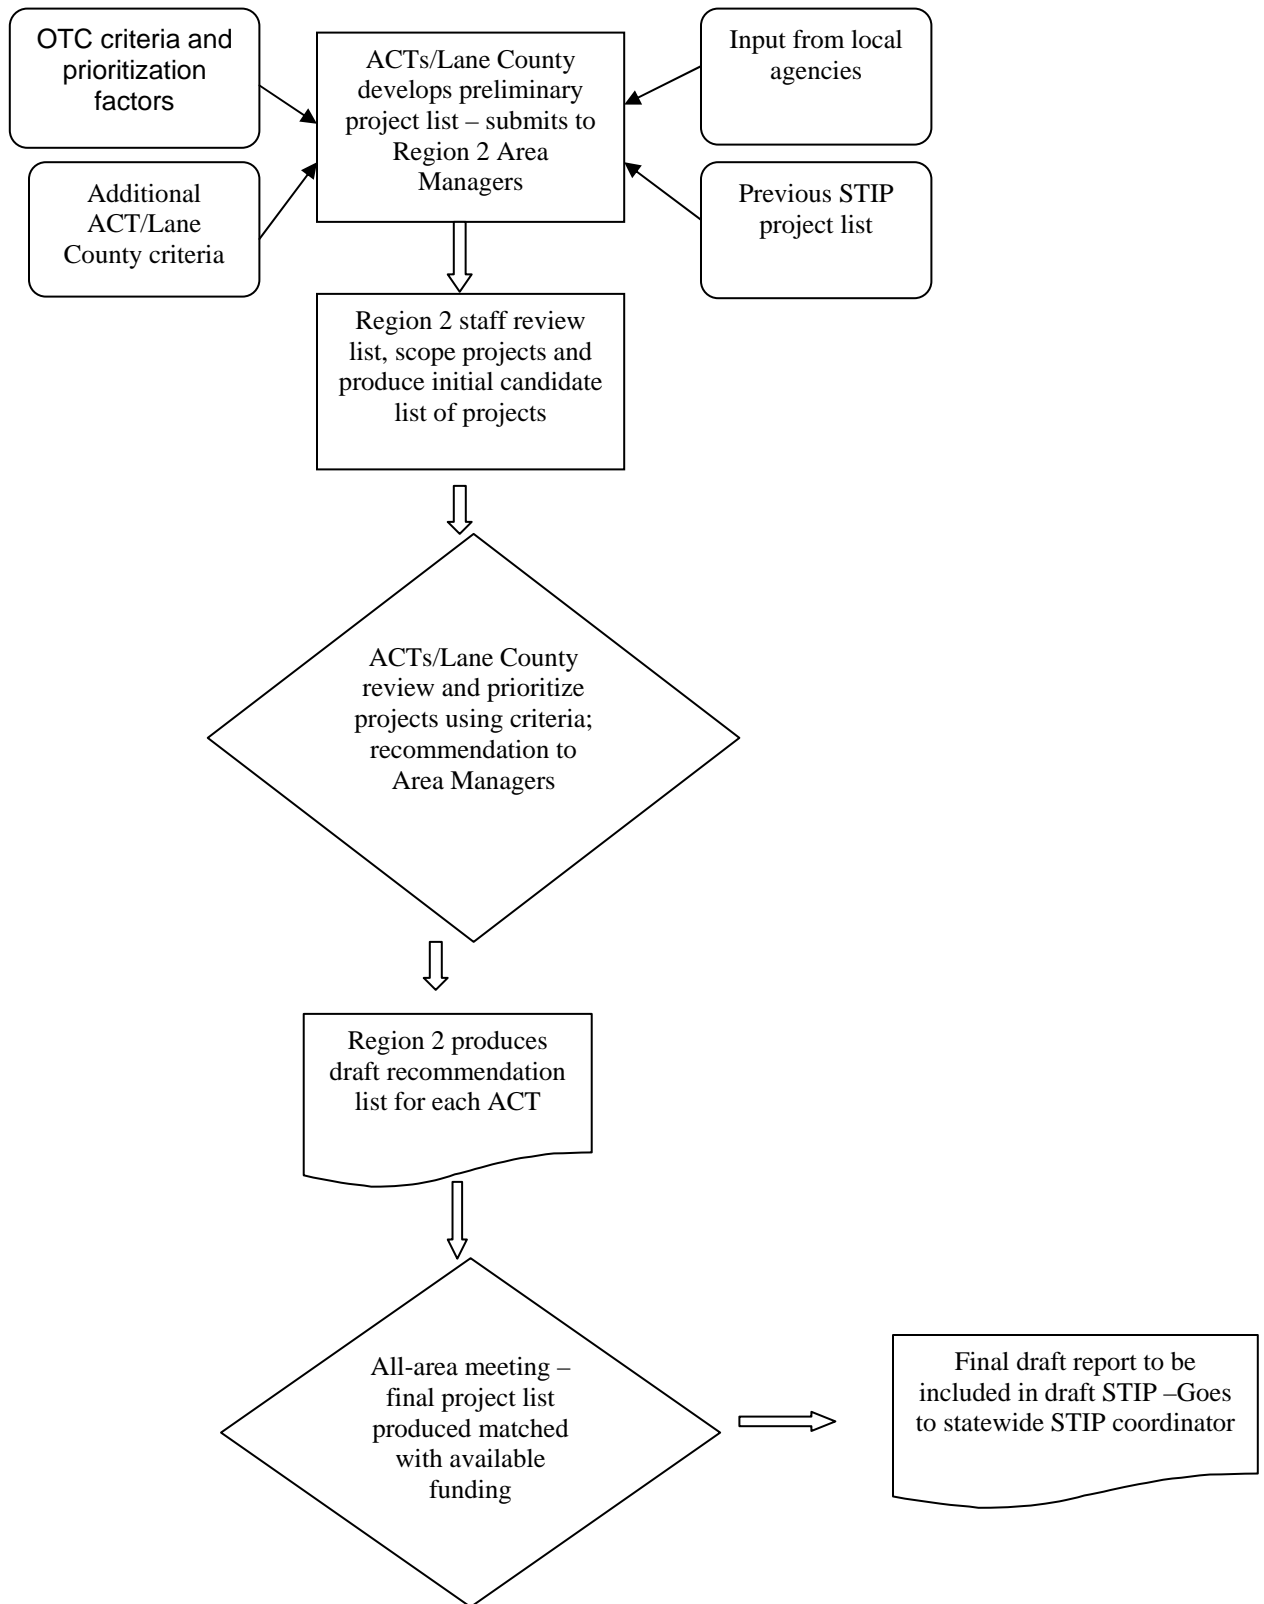 OTC criteria and
prioritization
factors
ACTs/Lane County
develops preliminary
project list – submits to
Region 2 Area
Managers
Input from local
agencies
Additional
ACT/Lane
County criteria
Previous STIP
project list
Region 2 staff review
list, scope projects and
produce initial candidate
list of projects
ACTs/Lane County
review and prioritize
projects using criteria;
recommendation to
Area Managers
Region 2 produces
draft recommendation
list for each ACT
All-area meeting –
final project list
produced matched
with available
funding
Final draft report to be
included in draft STIP –Goes
to statewide STIP coordinator